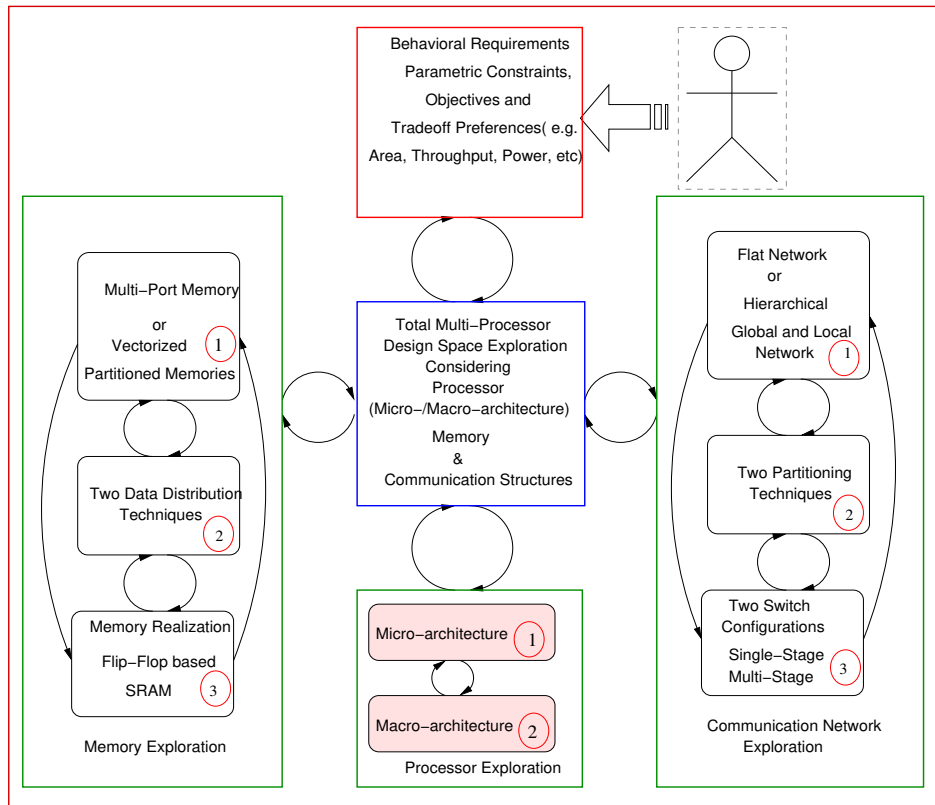 Behavioral Requirements
Parametric Constraints,
Objectives and
Tradeoff Preferences( e.g.
Area, Throughput, Power, etc)
Multi−Port Memory
or
Vectorized
1
Partitioned Memories
Two Data Distribution
Techniques
2
Memory Realization
Flip−Flop based
SRAM
3
Memory Exploration
Total Multi−Processor
Design Space Exploration
Considering
Processor
(Micro−/Macro−architecture)
Memory
&
Communication Structures
Micro−architecture
1
Macro−architecture
2
Processor Exploration
Flat Network
or
Hierarchical
Global and Local
Network
1
Two Partitioning
Techniques
2
Two Switch
Configurations
Single−Stage
Multi−Stage
3
Communication Network
Exploration